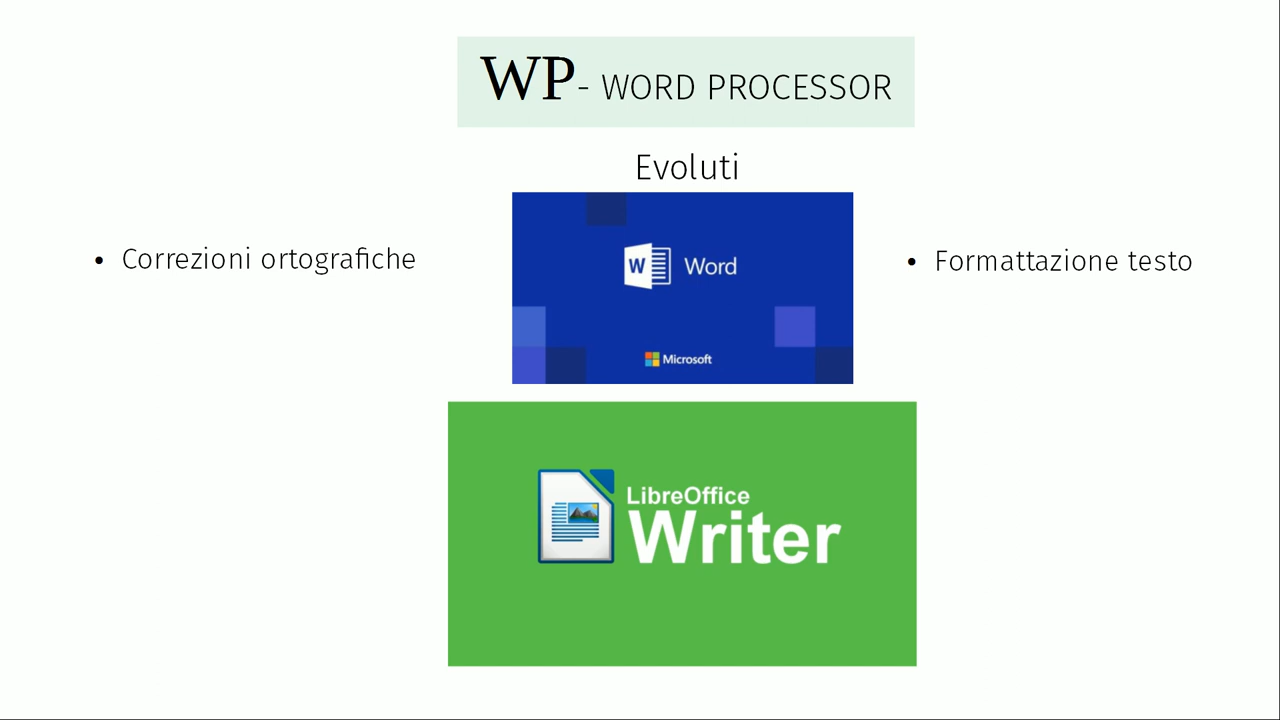 WP- WORD PROCESSOR
Evoluti
• Correzioni ortografiche
• Formattazione testo
W Word
Microsoft
LibreOffice
Writer